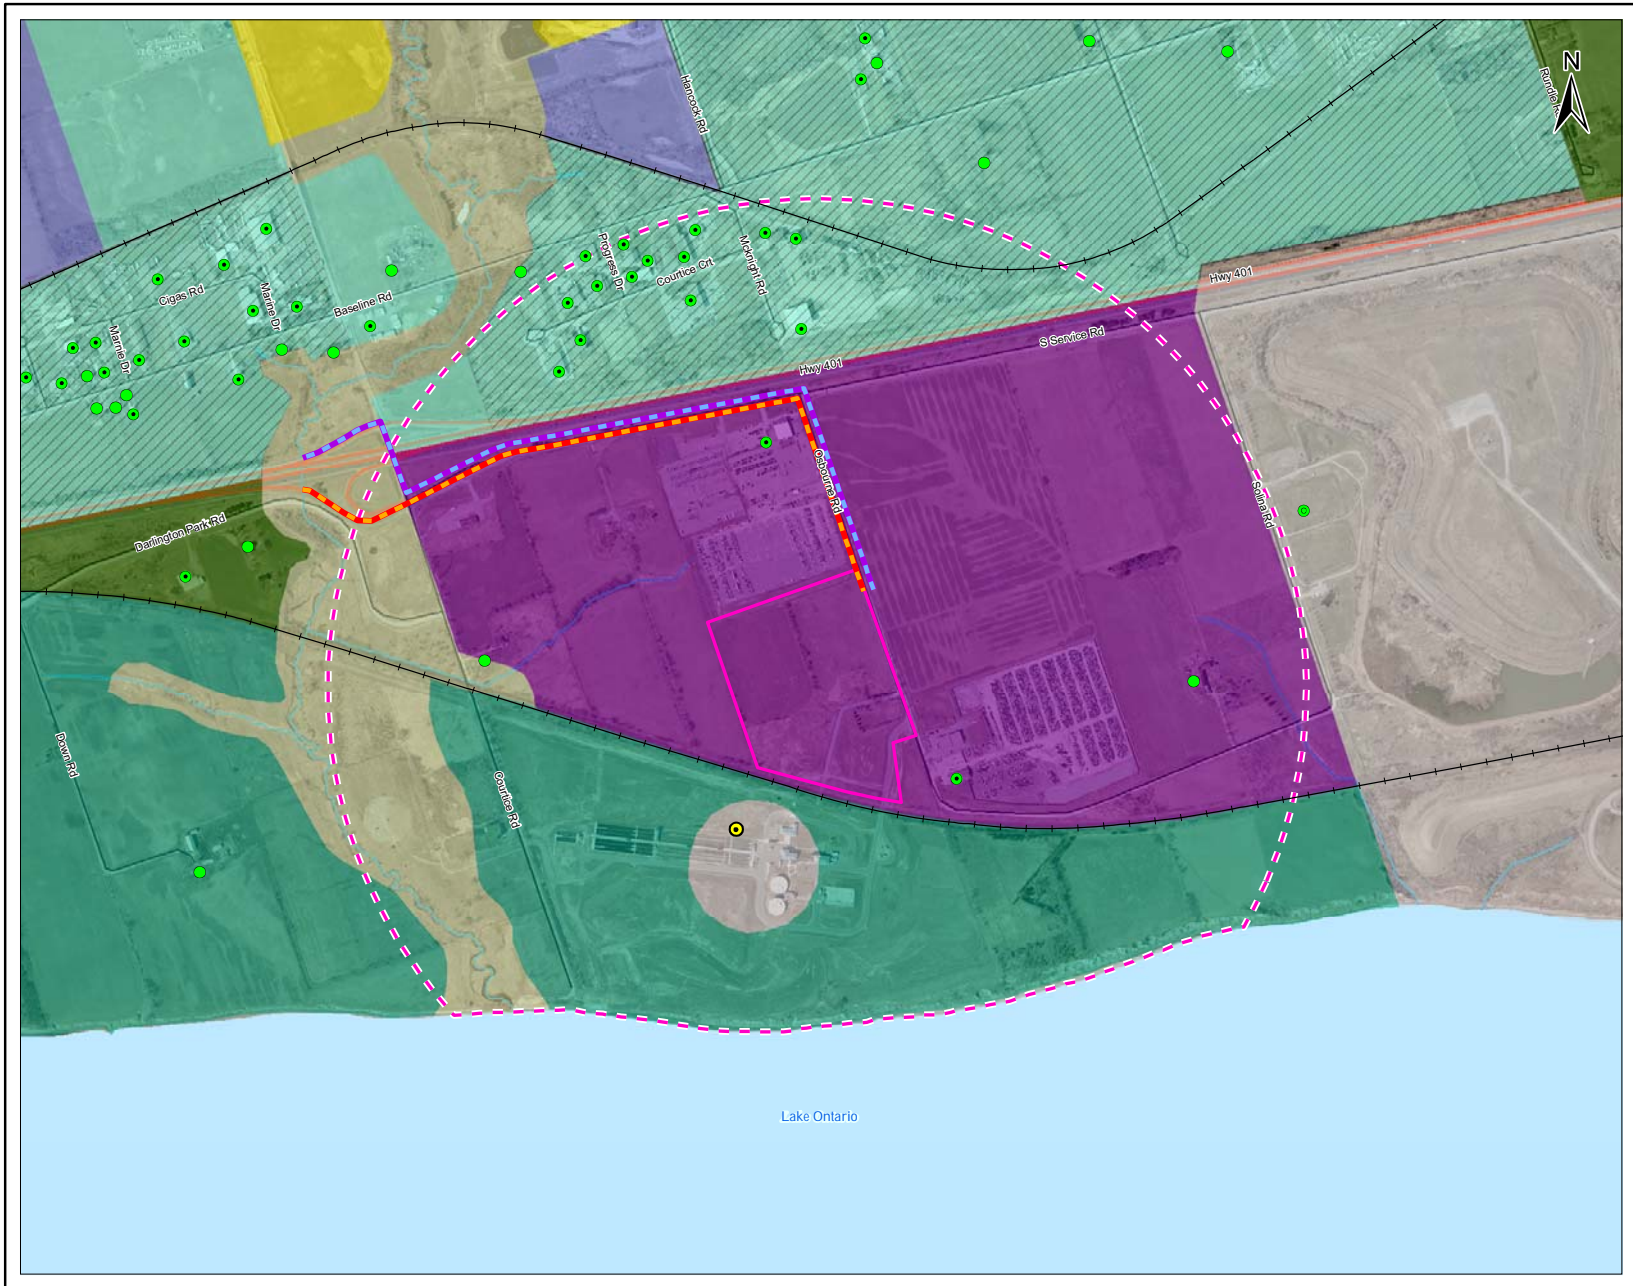 N
Hancock Rd
Progress Dr
Mcknight Rd
Courtice Crt
Cigas Rd
Marine Dr
Baseline Rd
Marnie Dr
Hwy 401
S Service Rd
Hwy 401
Osbourne Rd
Solina Rd
Darlington Park Rd
Down Rd
Courtice Rd
Lake Ontario